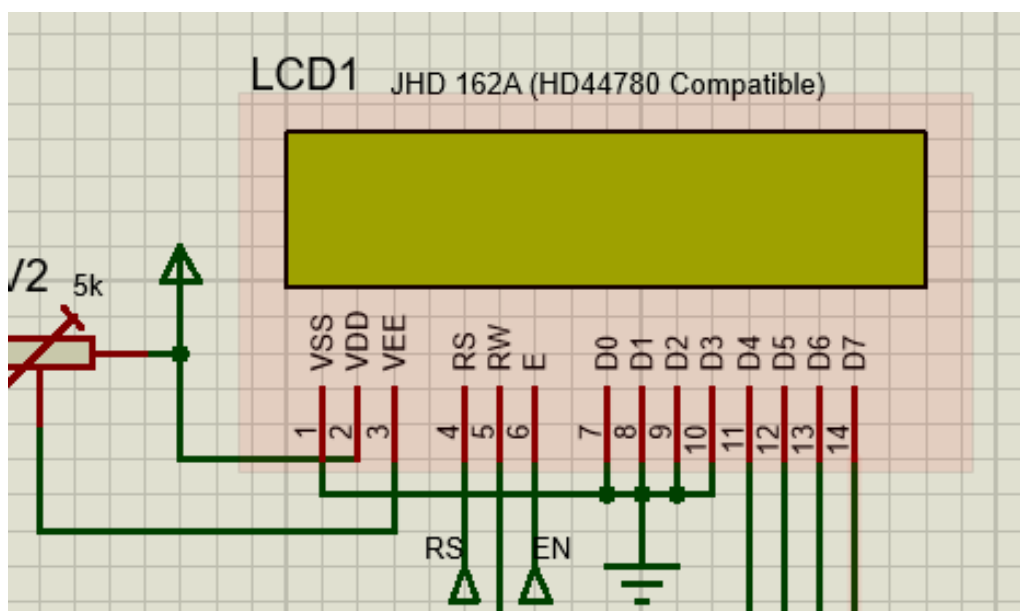 LCD1 JHD 162A (HD44780 Compatible)
5k
VSS VDD VEE RS RW E D0 D1 D2 D3 D4 D5 D6 D7
1 2 3 4 5 6 7 8 9 10 11 12 13 14
RS EN